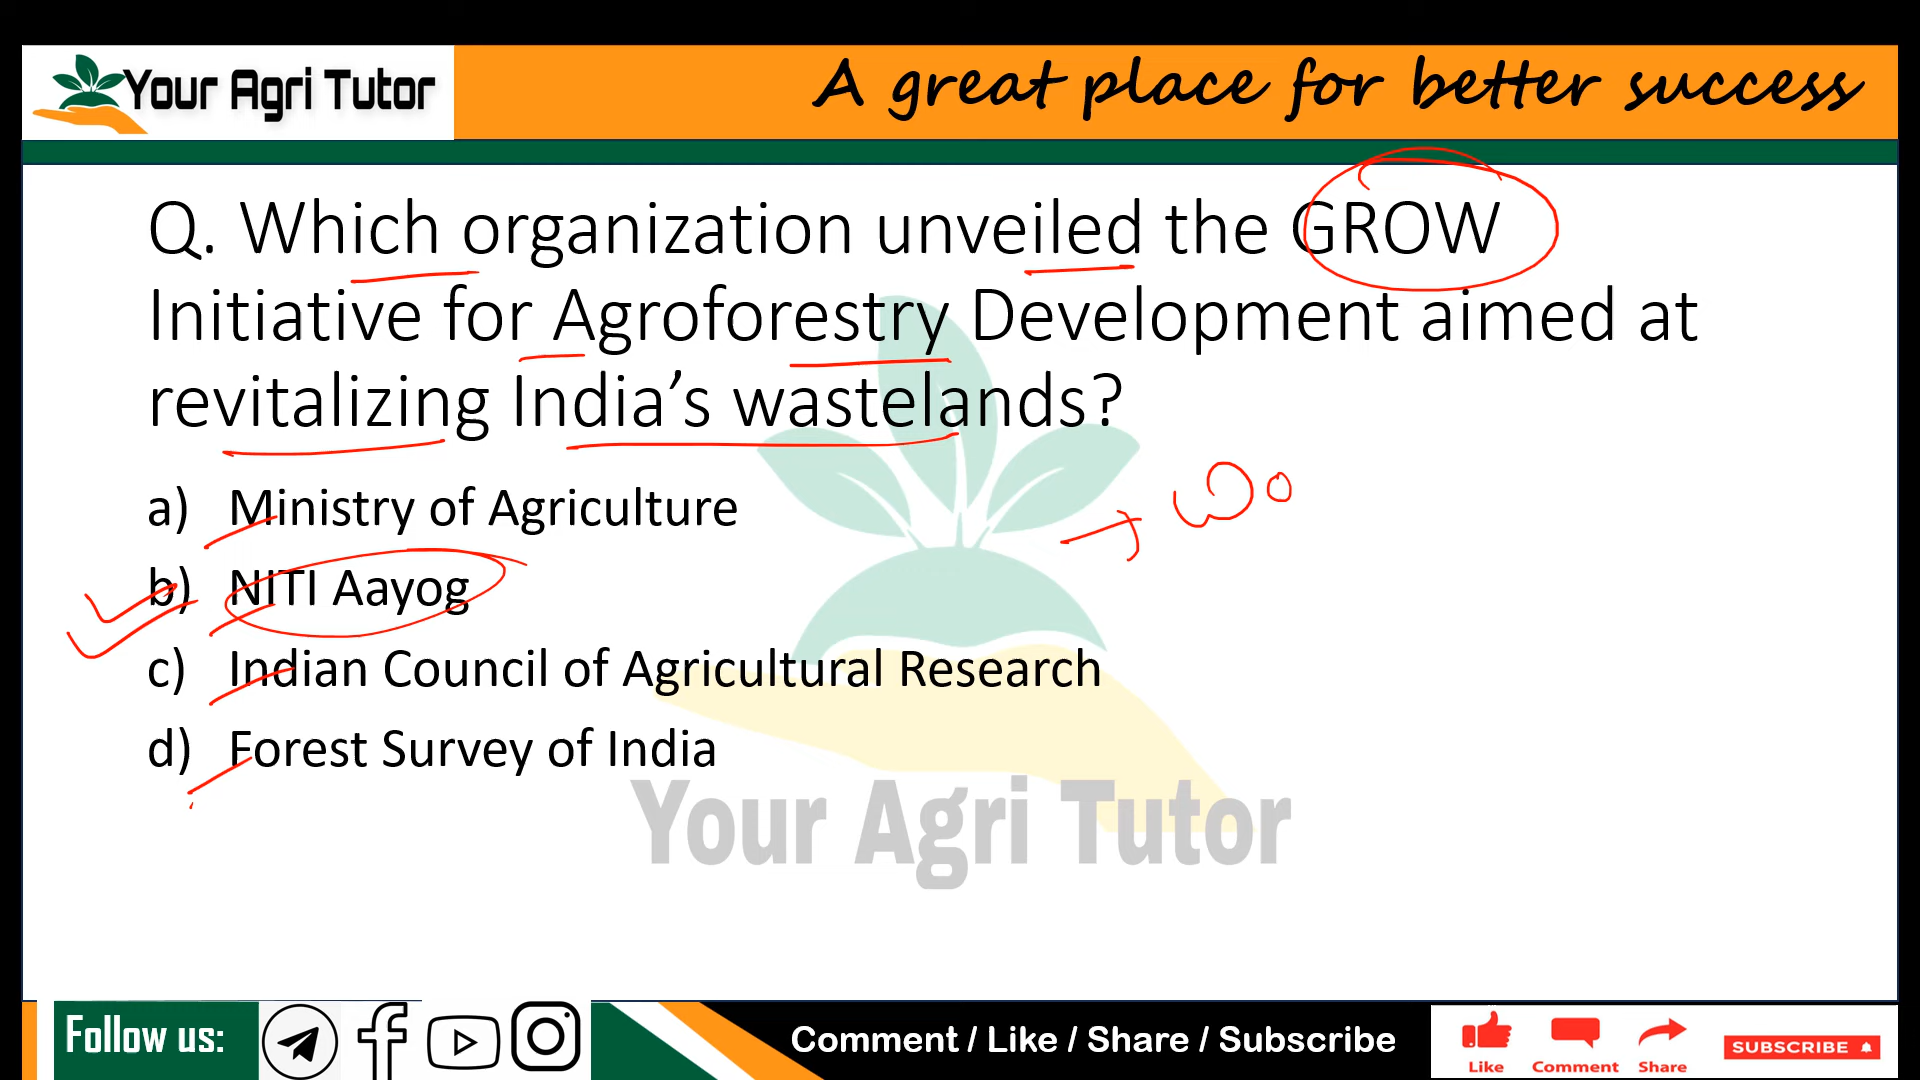 Your Agri Tutor
A great place for better success
Q. Which organization unveiled the GROW
Initiative for Agroforestry Development aimed at
revitalizing India's wastelands?
a) Ministry of Agriculture
b) NITI Aayog
c) Indian Council of Agricultural Research
d) Forest Survey of India
Your Agri Tutor
Follow us:
Comment / Like / Share / Subscribe
Like Comment Share
SUBSCRIBE